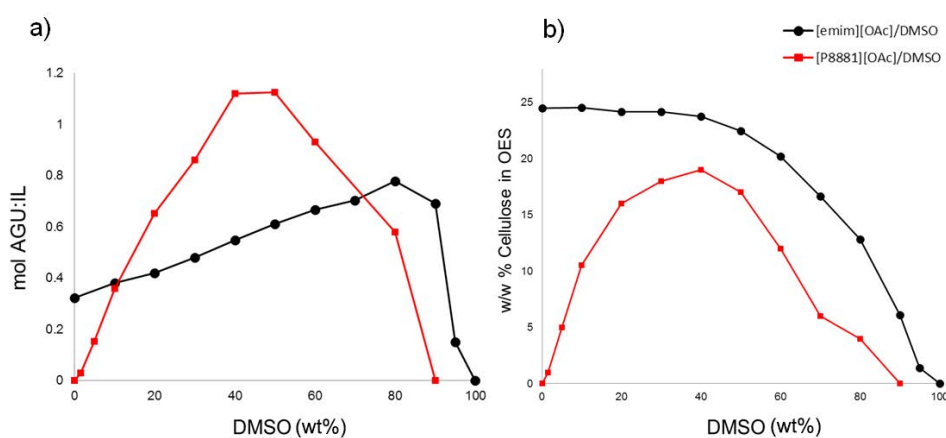 a)
mol AGU:IL
1.2
1
0.8
0.6
0.4
0.2
0
0 20 40 60 80 100
DMSO (wt%)
b)
[emim][OAc]/DMSO
[P8881][OAc]/DMSO
w/w % Cellulose in OES
25
20
15
10
5
0
0 20 40 60 80 100
DMSO (wt%)